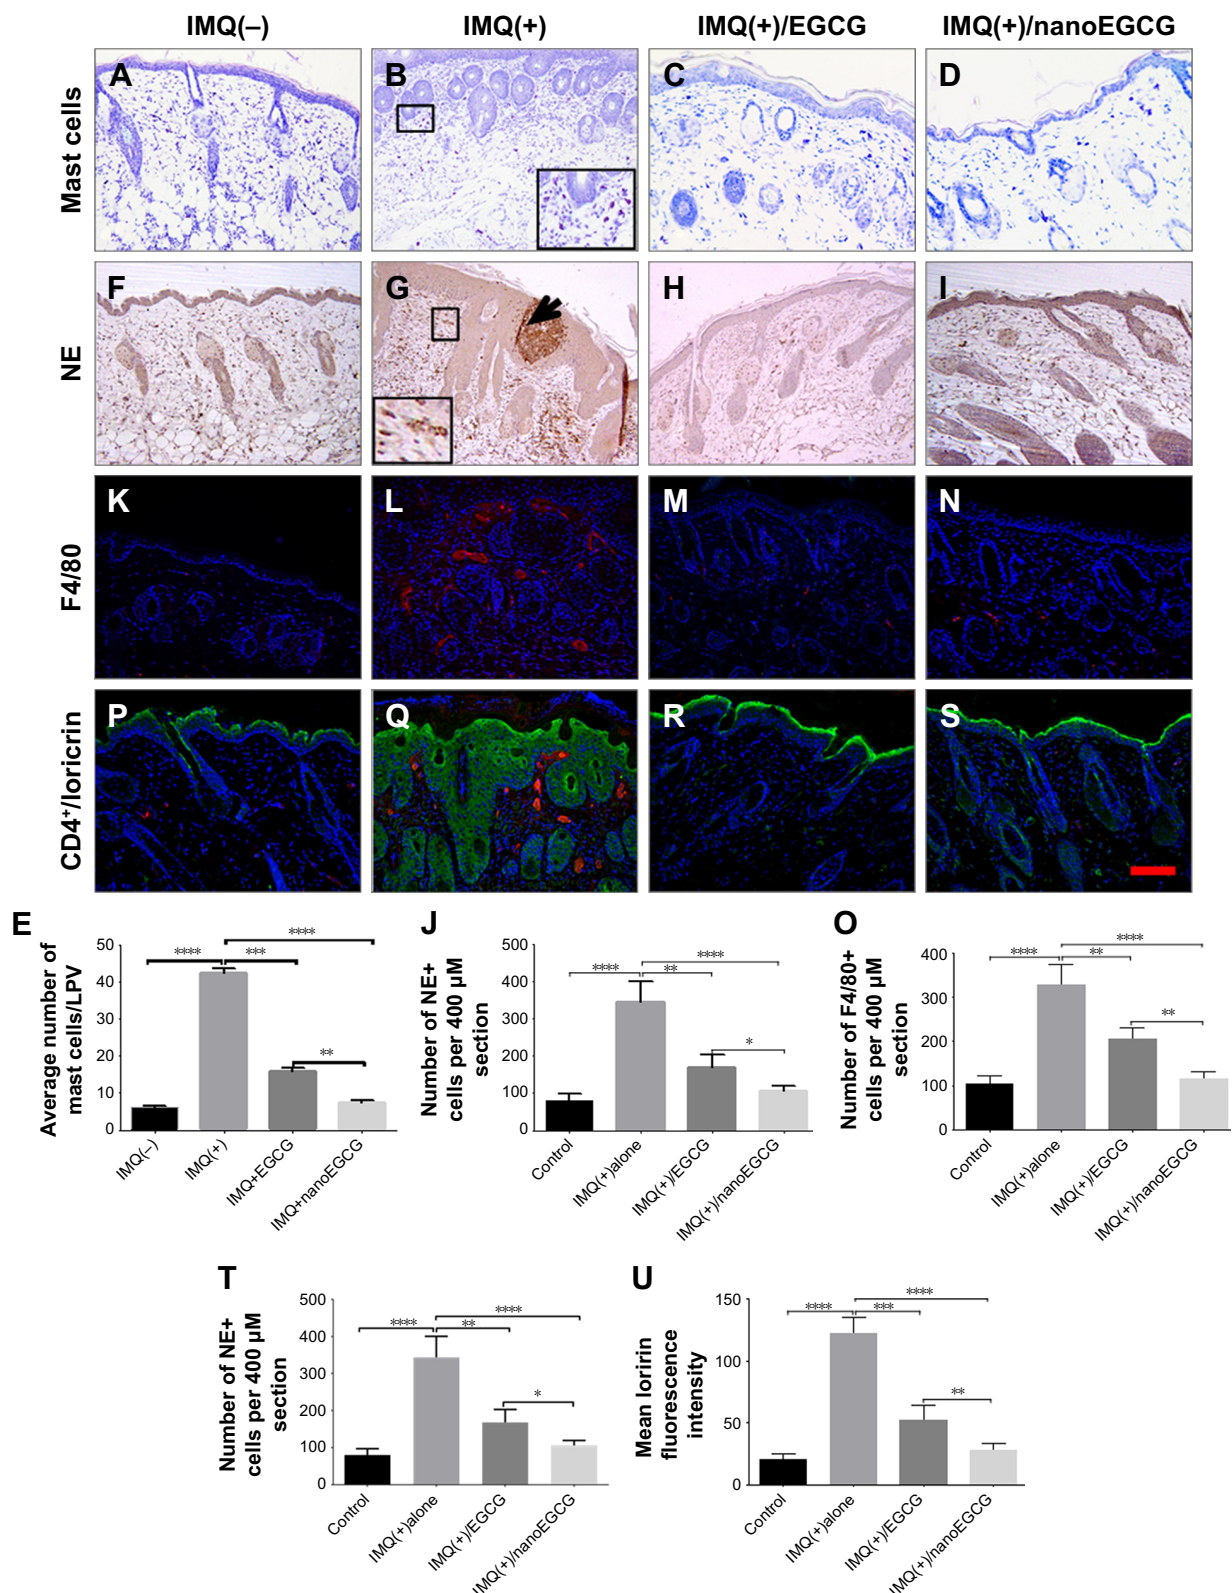 IMQ(–) IMQ(+) IMQ(+)/EGCG IMQ(+)/nanoEGCG
Mast cells
A B C D
NE
F G H I
F4/80
K L M N
CD4+/loricrin
P Q R S
E
Average number of
mast cells/LPV
50
40
30
20
10
0
**** *** ****
**
IMQ(–)
IMQ(+)
IMQ+EGCG
IMQ+nanoEGCG
J
Number of NE+
cells per 400 µM
section
500
400
300
200
100
0
**** ** ****
*
Control
IMQ(+)alone
IMQ(+)/EGCG
IMQ(+)/nanoEGCG
O
Number of F4/80+
cells per 400 µM
section
400
300
200
100
0
**** ** ****
**
Control
IMQ(+)alone
IMQ(+)/EGCG
IMQ(+)/nanoEGCG
T
Number of NE+
cells per 400 µM
section
500
400
300
200
100
0
**** ** ****
*
Control
IMQ(+)alone
IMQ(+)/EGCG
IMQ(+)/nanoEGCG
U
Mean loririn
fluorescence
intensity
150
100
50
0
**** *** ****
**
Control
IMQ(+)alone
IMQ(+)/EGCG
IMQ(+)/nanoEGCG